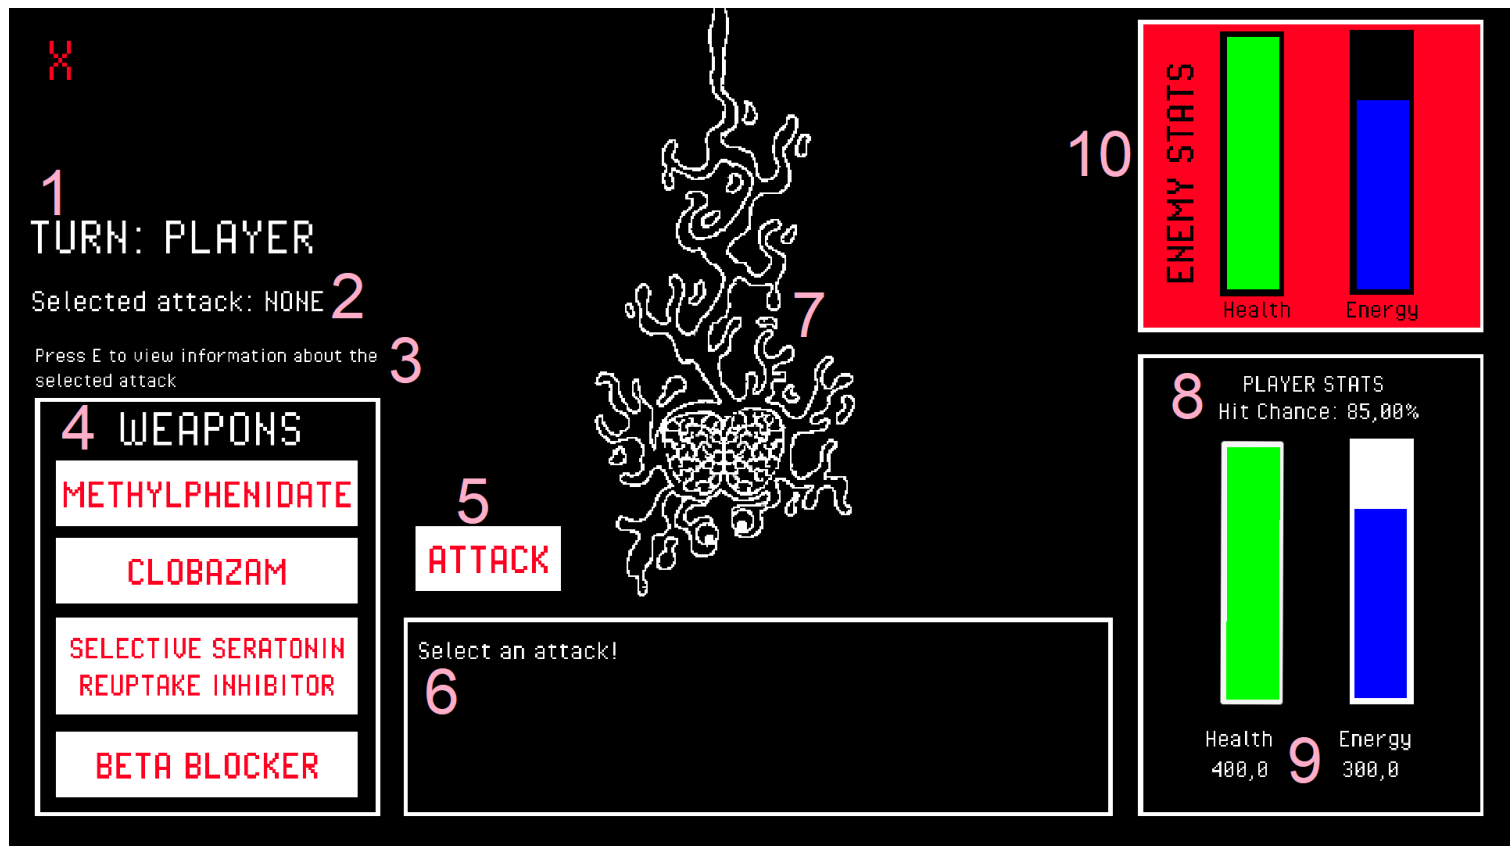 X
1
TURN: PLAYER
Selected attack: NONE 2
Press E to view information about the 3
selected attack
4 WEAPONS
METHYLPHENIDATE
CLOBAZAM
SELECTIVE SERATONIN
REUPTAKE INHIBITOR
BETA BLOCKER
5
ATTACK
Select an attack!
6
7
10
ENEMY STATS
Health
Energy
8
PLAYER STATS
Hit Chance: 85,00%
Health
Energy
9
400,0
300,0